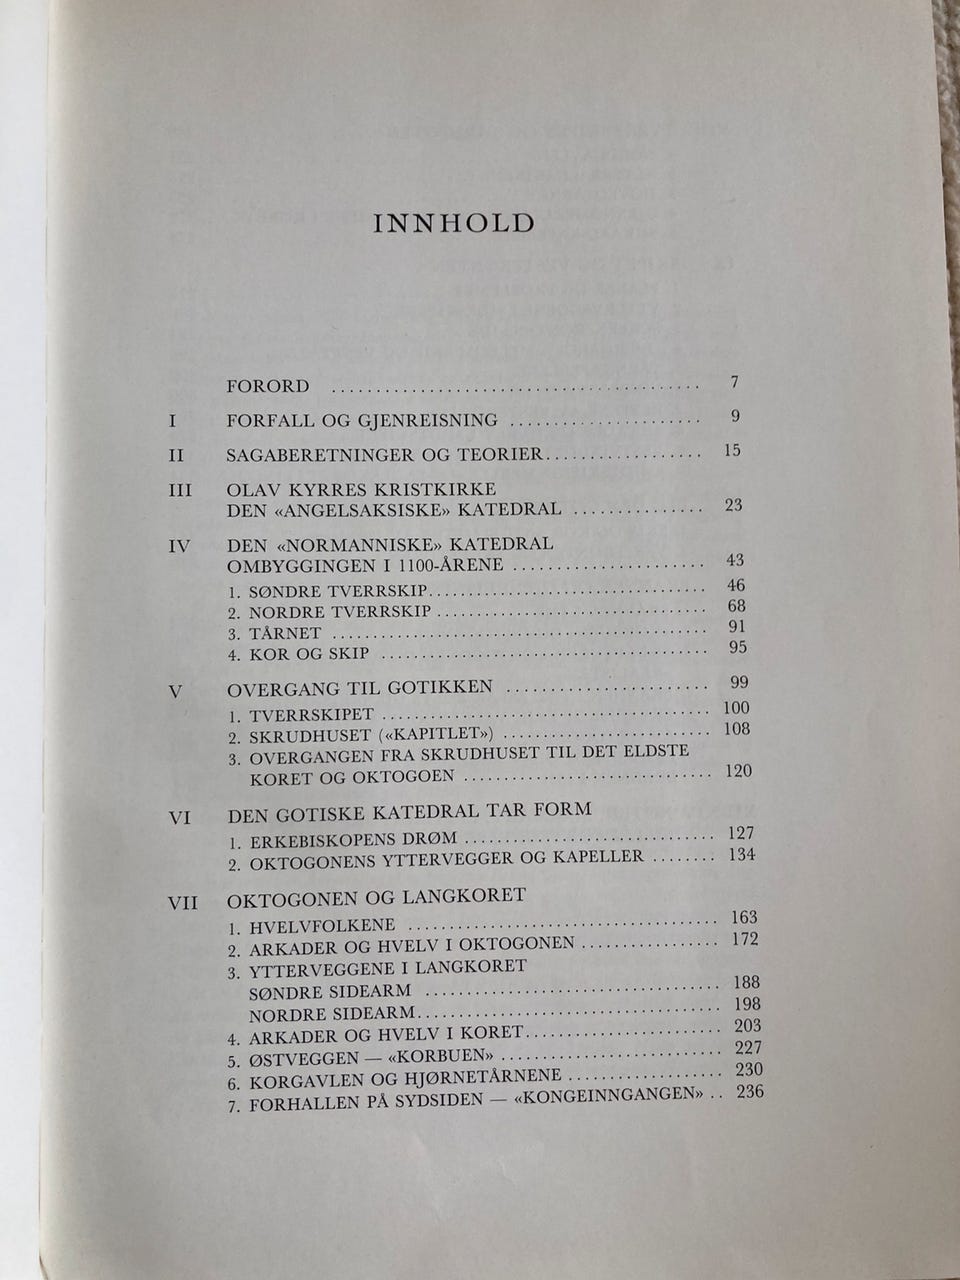 INNHOLD
FORORD ........................................ 7
I FORFALL OG GJENREISNING ..................... 9
II SAGABERETNINGER OG TEORIER.................. 15
III OLAV KYRRES KRISTKIRKE
DEN «ANGELSAKSISKE» KATEDRAL ............... 23
IV DEN «NORMANNISKE» KATEDRAL
OMBYGGINGEN I 1100-ÅRENE ...................... 43
1. SØNDRE TVERRSKIP.................................. 46
2. NORDRE TVERRSKIP ................................. 68
3. TÅRNET .......................................... 91
4. KOR OG SKIP ..................................... 95
V OVERGANG TIL GOTIKKEN ....................... 99
1. TVERRSKIPET ..................................... 100
2. SKRUDHUSET («KAPITLET») ......................... 108
3. OVERGANGEN FRA SKRUDHUSET TIL DET ELDSTE
KORET OG OKTOGOEN .............................. 120
VI DEN GOTISKE KATEDRAL TAR FORM
1. ERKEBISKOPENS DRØM .............................. 127
2. OKTOGONENS YTTERVEGGER OG KAPELLER ........ 134
VII OKTOGONEN OG LANGKORET
1. HVELVFOLKENE ................................... 163
2. ARKADER OG HVELV I OKTOGONEN ................ 172
3. YTTERVEGGENE I LANGKORET
SØNDRE SIDEARM .................................. 188
NORDRE SIDEARM................................... 198
4. ARKADER OG HVELV I KORET...................... 203
5. ØSTVEGGEN — «KORBUEN» ......................... 227
6. KORGAVLEN OG HJØRNETÅRNENE .................. 230
7. FORHALLEN PÅ SYDSIDEN — «KONGEINNGANGEN» .. 236